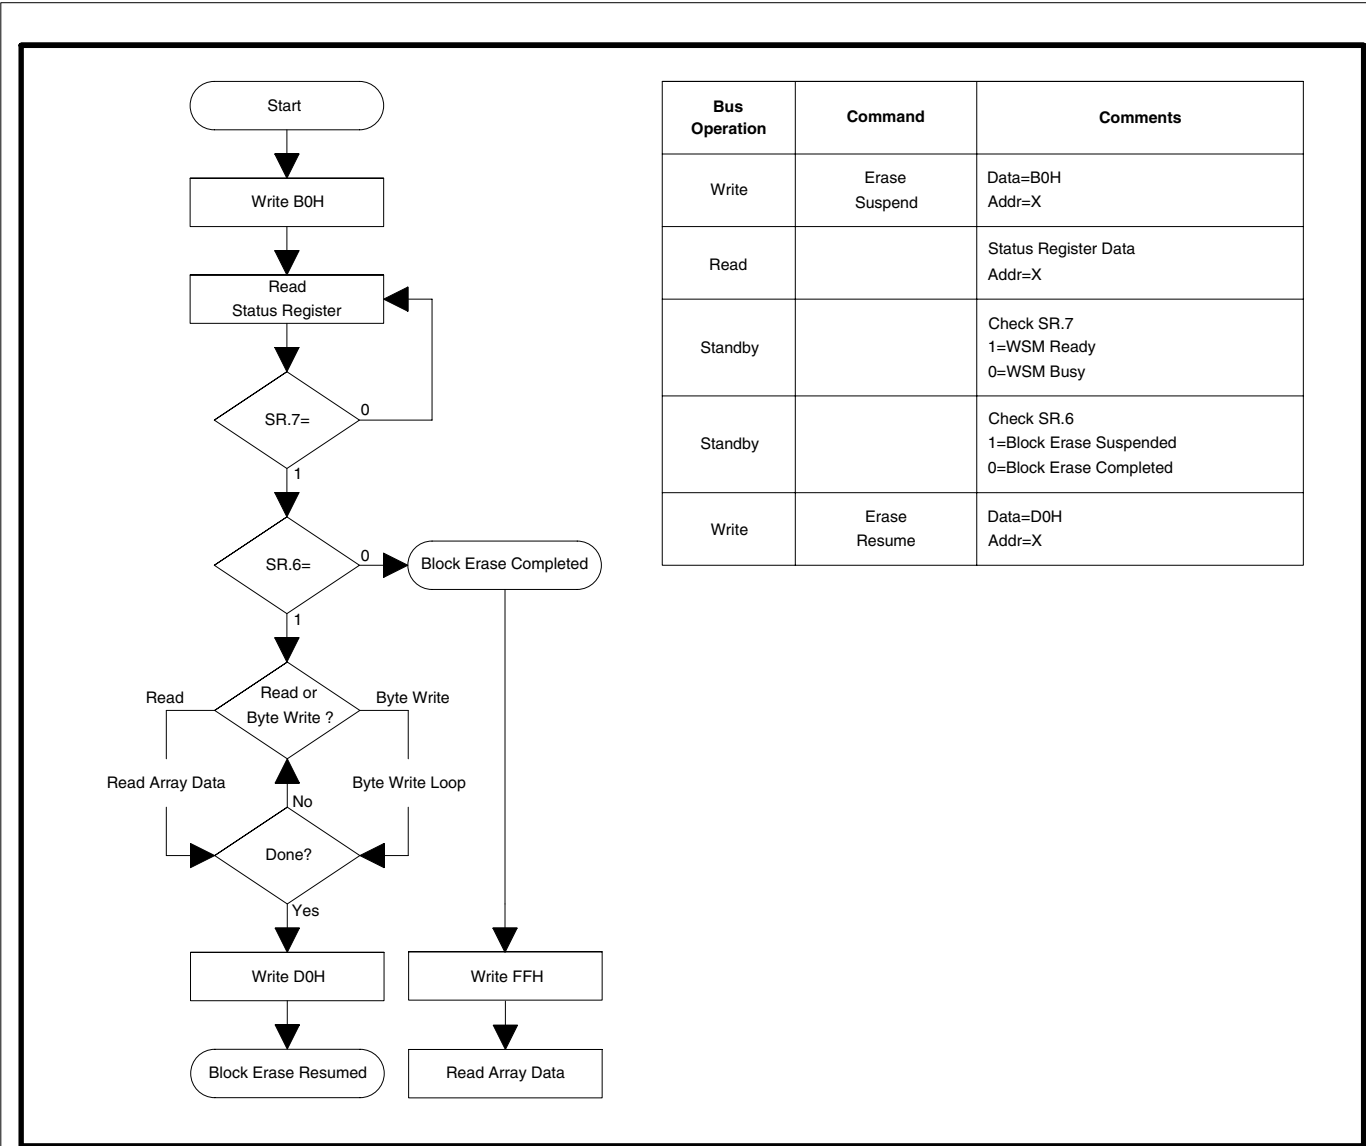 Start
Write B0H
Read
Status Register
SR.7=
0
1
SR.6=
0
Block Erase Completed
1
Read or
Byte Write ?
Read
Byte Write
Read Array Data
Byte Write Loop
No
Done?
Yes
Write D0H
Write FFH
Block Erase Resumed
Read Array Data
Bus
Operation
Command
Comments
Write
Erase
Suspend
Data=B0H
Addr=X
Read
Status Register Data
Addr=X
Standby
Check SR.7
1=WSM Ready
0=WSM Busy
Standby
Check SR.6
1=Block Erase Suspended
0=Block Erase Completed
Write
Erase
Resume
Data=D0H
Addr=X